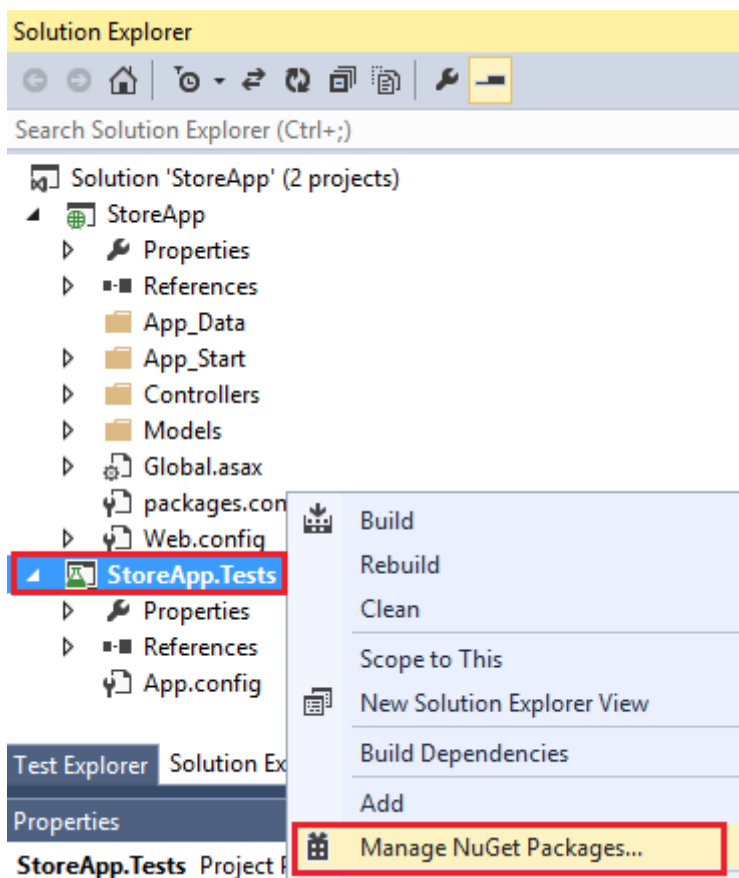 Solution Explorer
Search Solution Explorer (Ctrl+;)
Solution 'StoreApp' (2 projects)
StoreApp
Properties
References
App_Data
App_Start
Controllers
Models
Global.asax
packages.con
Web.config
StoreApp.Tests
Properties
References
App.config
Build
Rebuild
Clean
Scope to This
New Solution Explorer View
Build Dependencies
Add
Manage NuGet Packages...
Test Explorer Solution Ex
Properties
StoreApp.Tests Project